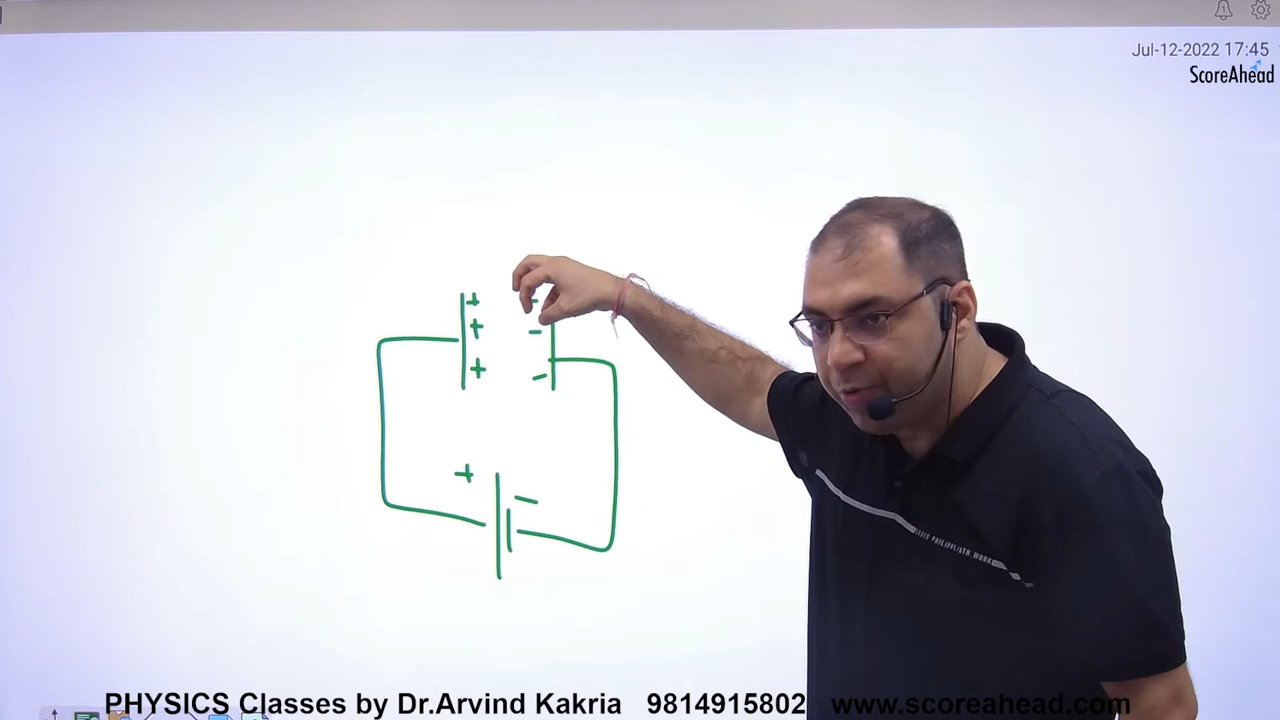 Jul-12-2022 17:45
ScoreAhead
+ -
+ -
+ -
+ -
PHYSICS Classes by Dr.Arvind Kakria 9814915802 www.scoreahead.com